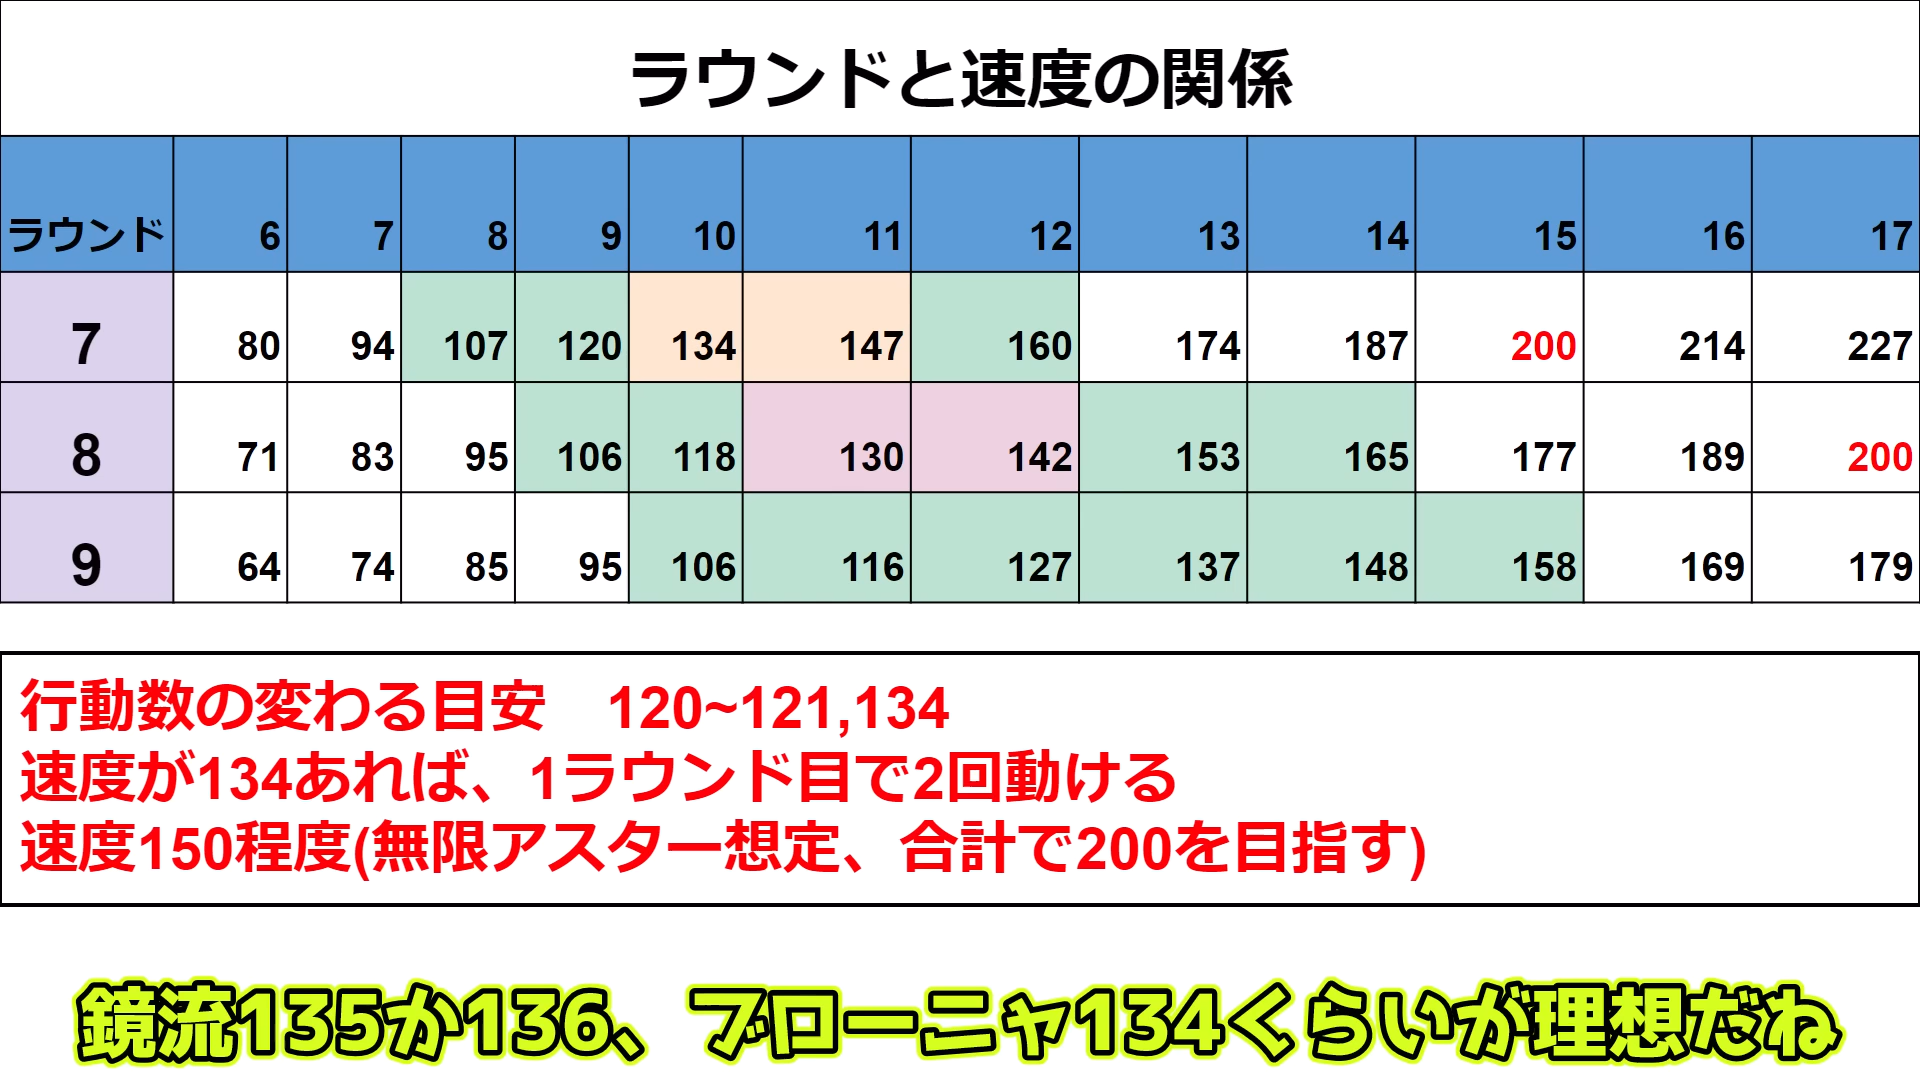 ラウンドと速度の関係
ラウンド 6 7 8 9 10 11 12 13 14 15 16 17
7 80 94 107 120 134 147 160 174 187 200 214 227
8 71 83 95 106 118 130 142 153 165 177 189 200
9 64 74 85 95 106 116 127 137 148 158 169 179
行動数の変わる目安　120~121,134
速度が134あれば、1ラウンド目で2回動ける
速度150程度(無限アスター想定、合計で200を目指す)
鏡流135か136、ブローニャ134くらいが理想だね